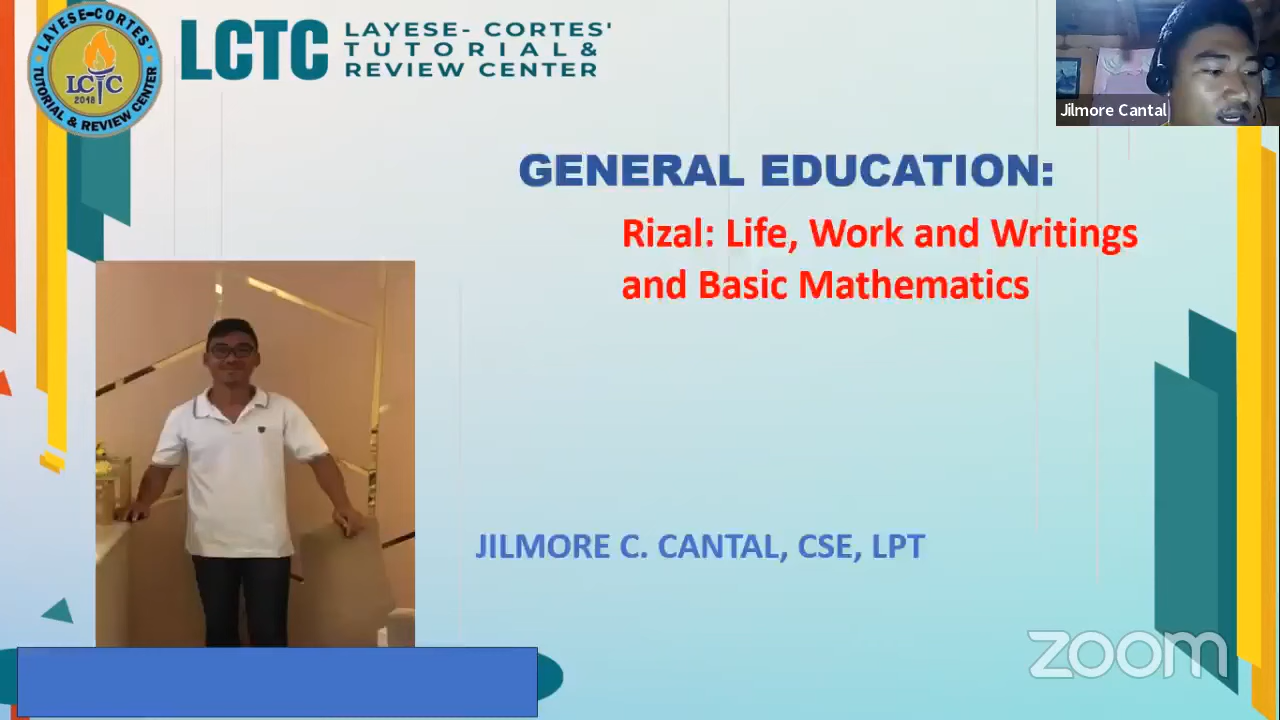 LAYESE-CORTES'
LCTC
2018
TUTORIAL & REVIEW CENTER
LCTC
LAYESE- CORTES'
TUTORIAL &
REVIEW CENTER
Jilmore Cantal
GENERAL EDUCATION:
Rizal: Life, Work and Writings
and Basic Mathematics
JILMORE C. CANTAL, CSE, LPT
zoom